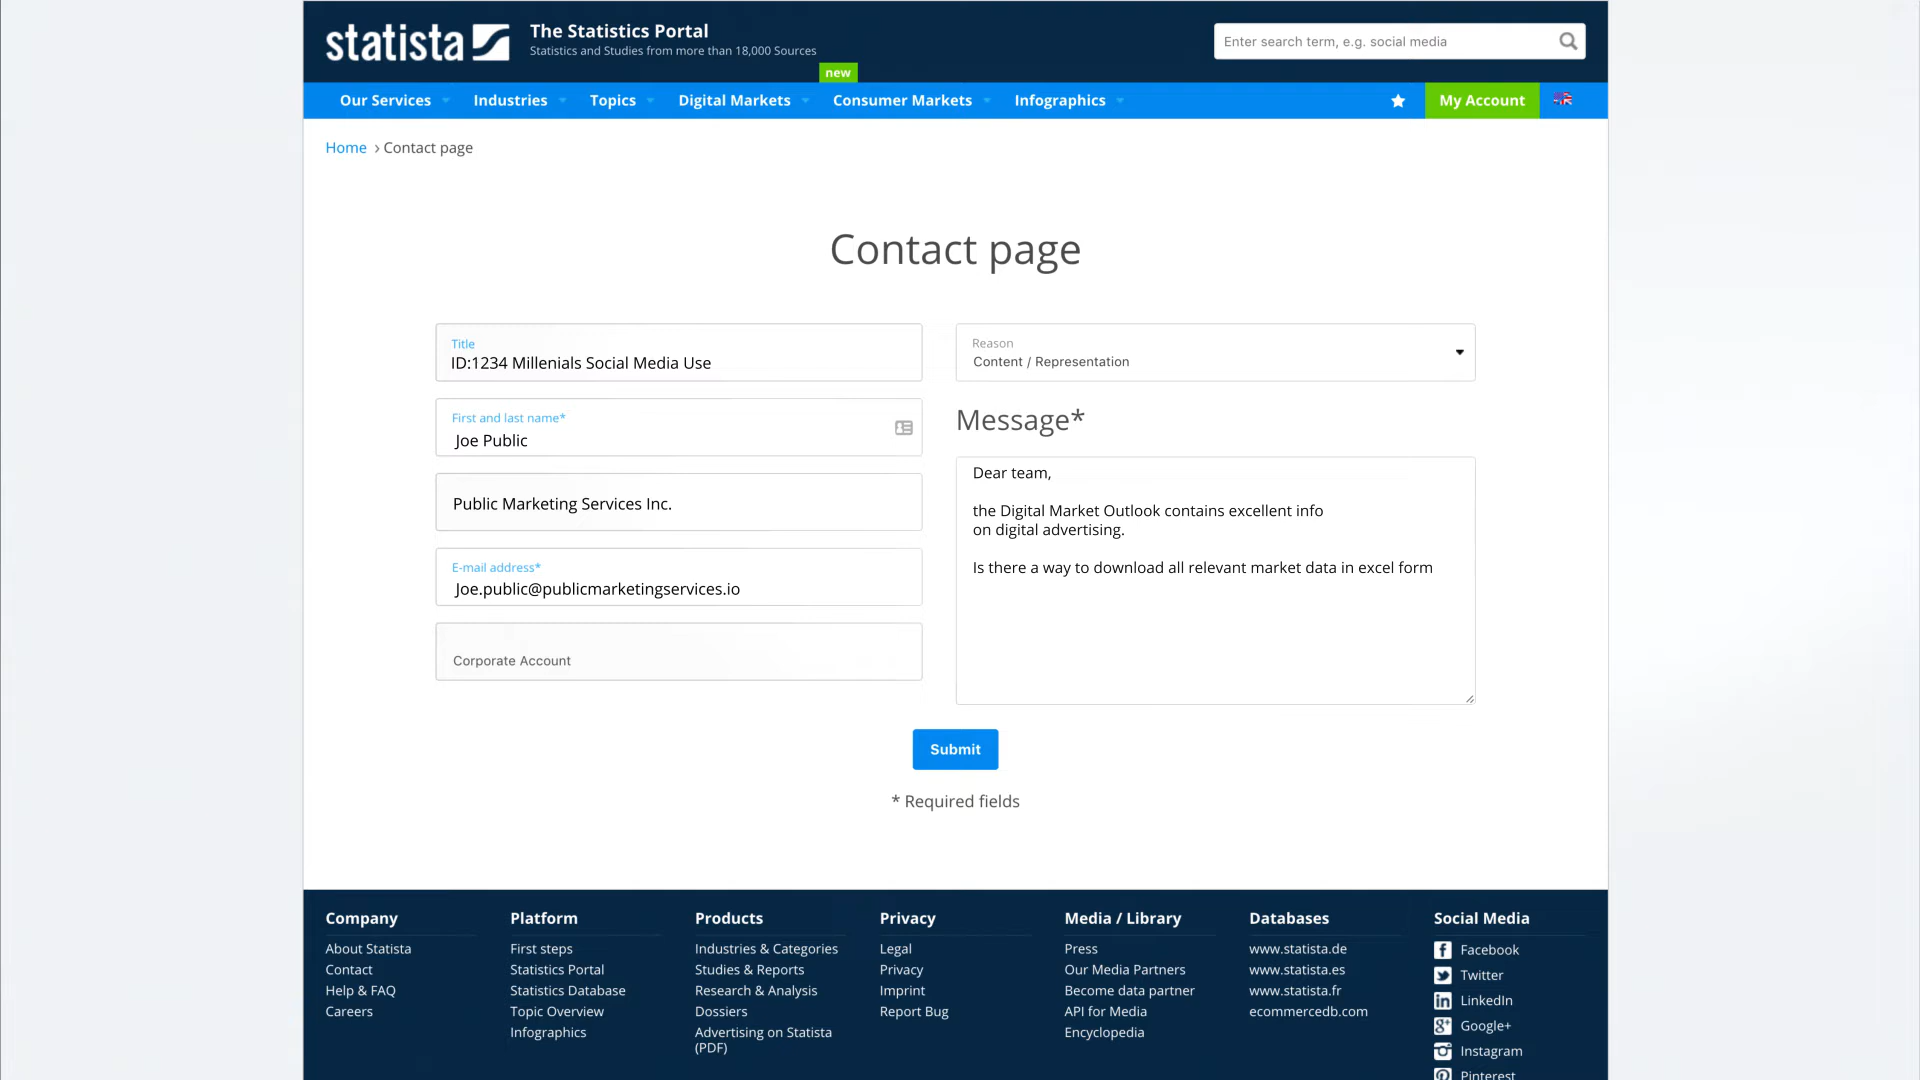 statista
The Statistics Portal
Statistics and Studies from more than 18,000 Sources
Enter search term, e.g. social media
new
Our Services
Industries
Topics
Digital Markets
Consumer Markets
Infographics
My Account
Home › Contact page
Contact page
Title
ID:1234 Millenials Social Media Use
First and last name*
Joe Public
Public Marketing Services Inc.
E-mail address*
Joe.public@publicmarketingservices.io
Corporate Account
Reason
Content / Representation
Message*
Dear team,
the Digital Market Outlook contains excellent info
on digital advertising.
Is there a way to download all relevant market data in excel form
Submit
* Required fields
Company
About Statista
Contact
Help & FAQ
Careers
Platform
First steps
Statistics Portal
Statistics Database
Topic Overview
Infographics
Products
Industries & Categories
Studies & Reports
Research & Analysis
Dossiers
Advertising on Statista
(PDF)
Privacy
Legal
Privacy
Imprint
Report Bug
Media / Library
Press
Our Media Partners
Become data partner
API for Media
Encyclopedia
Databases
www.statista.de
www.statista.es
www.statista.fr
ecommercedb.com
Social Media
Facebook
Twitter
LinkedIn
Google+
Instagram
Pinterest